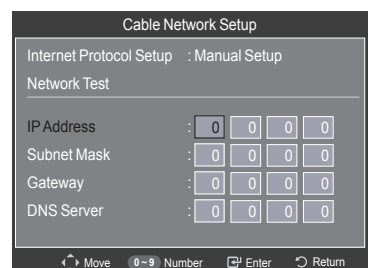 Cable Network Setup
Internet Protocol Setup : Manual Setup
Network Test
IP Address : 0 0 0 0
Subnet Mask : 0 0 0 0
Gateway : 0 0 0 0
DNS Server : 0 0 0 0
Move 0~9 Number Enter Return